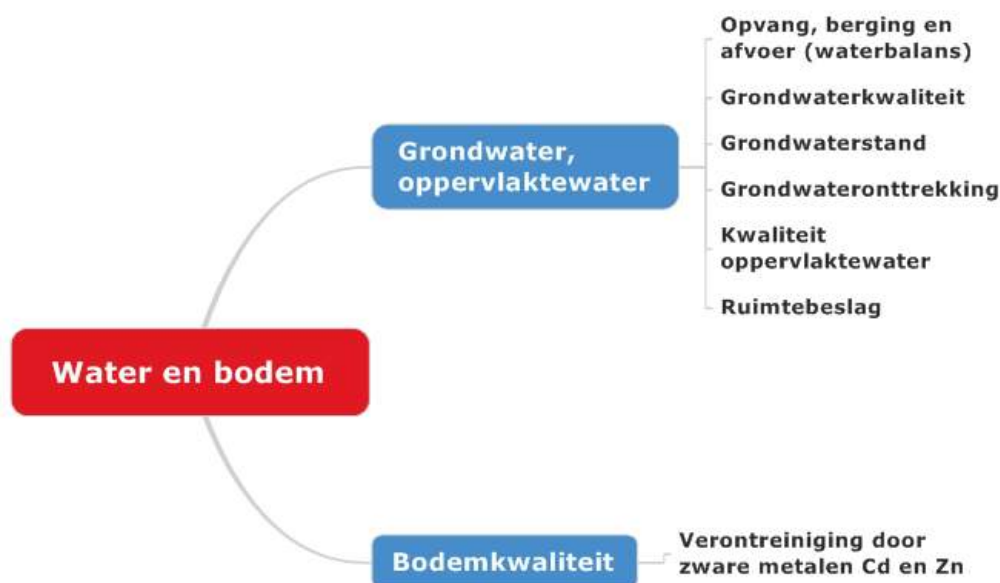 Opvang, berging en
afvoer (waterbalans)
Grondwaterkwaliteit
Grondwater,
oppervlaktewater
Grondwaterstand
Grondwateronttrekking
Kwaliteit
oppervlaktewater
Ruimtebeslag
Water en bodem
Bodemkwaliteit
Verontreiniging door
zware metalen Cd en Zn